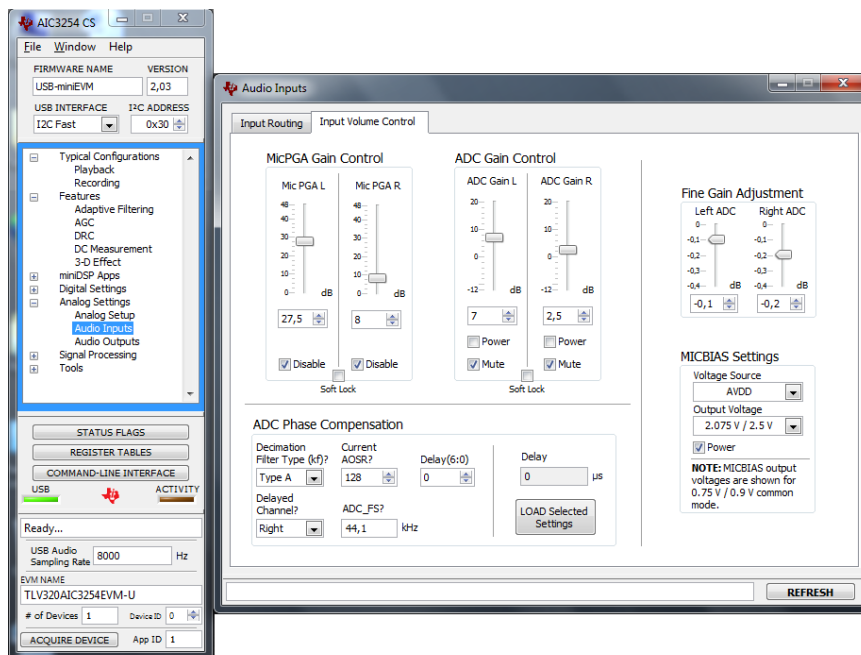 AIC3254 CS
File Window Help
FIRMWARE NAME VERSION
USB-miniEVM 2,03
USB INTERFACE I²C ADDRESS
I2C Fast 0x30
Typical Configurations
Playback
Recording
Features
Adaptive Filtering
AGC
DRC
DC Measurement
3-D Effect
miniDSP Apps
Digital Settings
Analog Settings
Analog Setup
Audio Inputs
Audio Outputs
Signal Processing
Tools
STATUS FLAGS
REGISTER TABLES
COMMAND-LINE INTERFACE
USB ACTIVITY
Ready...
USB Audio
Sampling Rate 8000 Hz
EVM NAME
TLV320AIC3254EVM-U
# of Devices 1 Device ID 0
ACQUIRE DEVICE App ID 1
Audio Inputs
Input Routing Input Volume Control
MicPGA Gain Control
Mic PGA L Mic PGA R
48 48
40 40
30 30
20 20
10 10
0 dB 0 dB
27,5 8
Disable Disable
Soft Lock
ADC Gain Control
ADC Gain L ADC Gain R
20 20
10 10
0 0
-12 dB -12 dB
7 2,5
Power Power
Mute Mute
Soft Lock
Fine Gain Adjustment
Left ADC Right ADC
0 0
-0,1 -0,1
-0,2 -0,2
-0,3 -0,3
-0,4 dB -0,4 dB
-0,1 -0,2
MICBIAS Settings
Voltage Source
AVDD
Output Voltage
2.075 V / 2.5 V
Power
NOTE: MICBIAS output
voltages are shown for
0.75 V / 0.9 V common
mode.
ADC Phase Compensation
Decimation Current
Filter Type (kf)? AOSR? Delay(6:0) Delay
Type A 128 0 0 µs
Delayed
Channel? ADC_FS?
Right 44,1 kHz
LOAD Selected
Settings
REFRESH